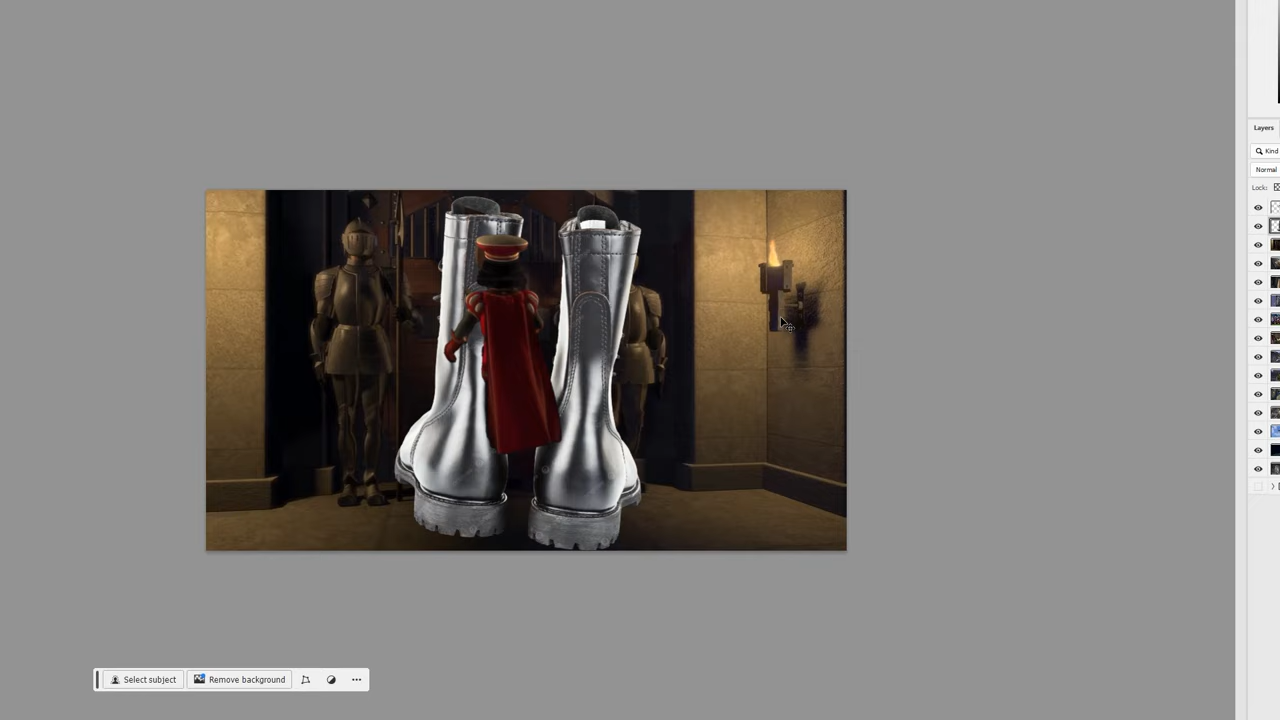 Layers
Kind
Normal
Lock:
Select subject
Remove background